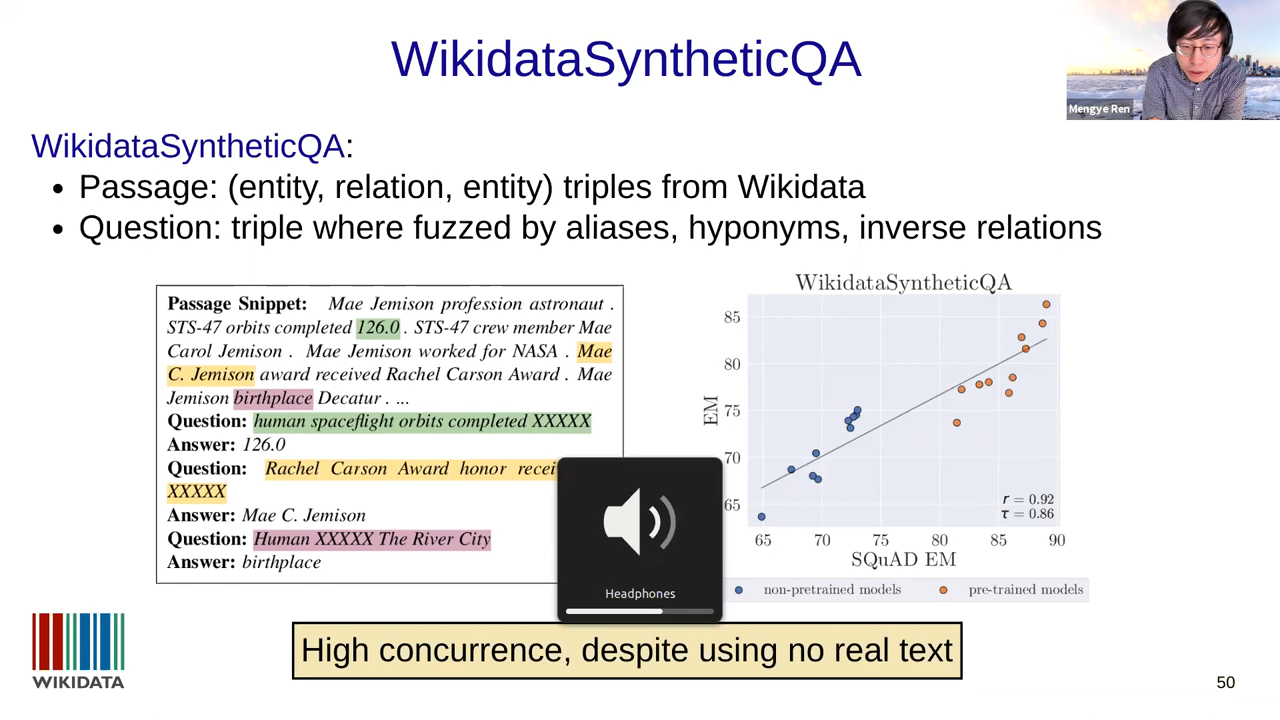 WikidataSyntheticQA
Mengye Ren
WikidataSyntheticQA:
• Passage: (entity, relation, entity) triples from Wikidata
• Question: triple where fuzzed by aliases, hyponyms, inverse relations
Passage Snippet: Mae Jemison profession astronaut .
STS-47 orbits completed 126.0 . STS-47 crew member Mae
Carol Jemison . Mae Jemison worked for NASA . Mae
C. Jemison award received Rachel Carson Award . Mae
Jemison birthplace Decatur . ...
Question: human spaceflight orbits completed XXXXX
Answer: 126.0
Question: Rachel Carson Award honor recei
XXXXX
Answer: Mae C. Jemison
Question: Human XXXXX The River City
Answer: birthplace
WikidataSyntheticQA
EM
85
80
75
70
65
r = 0.92
τ = 0.86
65 70 75 80 85 90
SQuAD EM
non-pretrained models pre-trained models
Headphones
High concurrence, despite using no real text
WIKIDATA
50